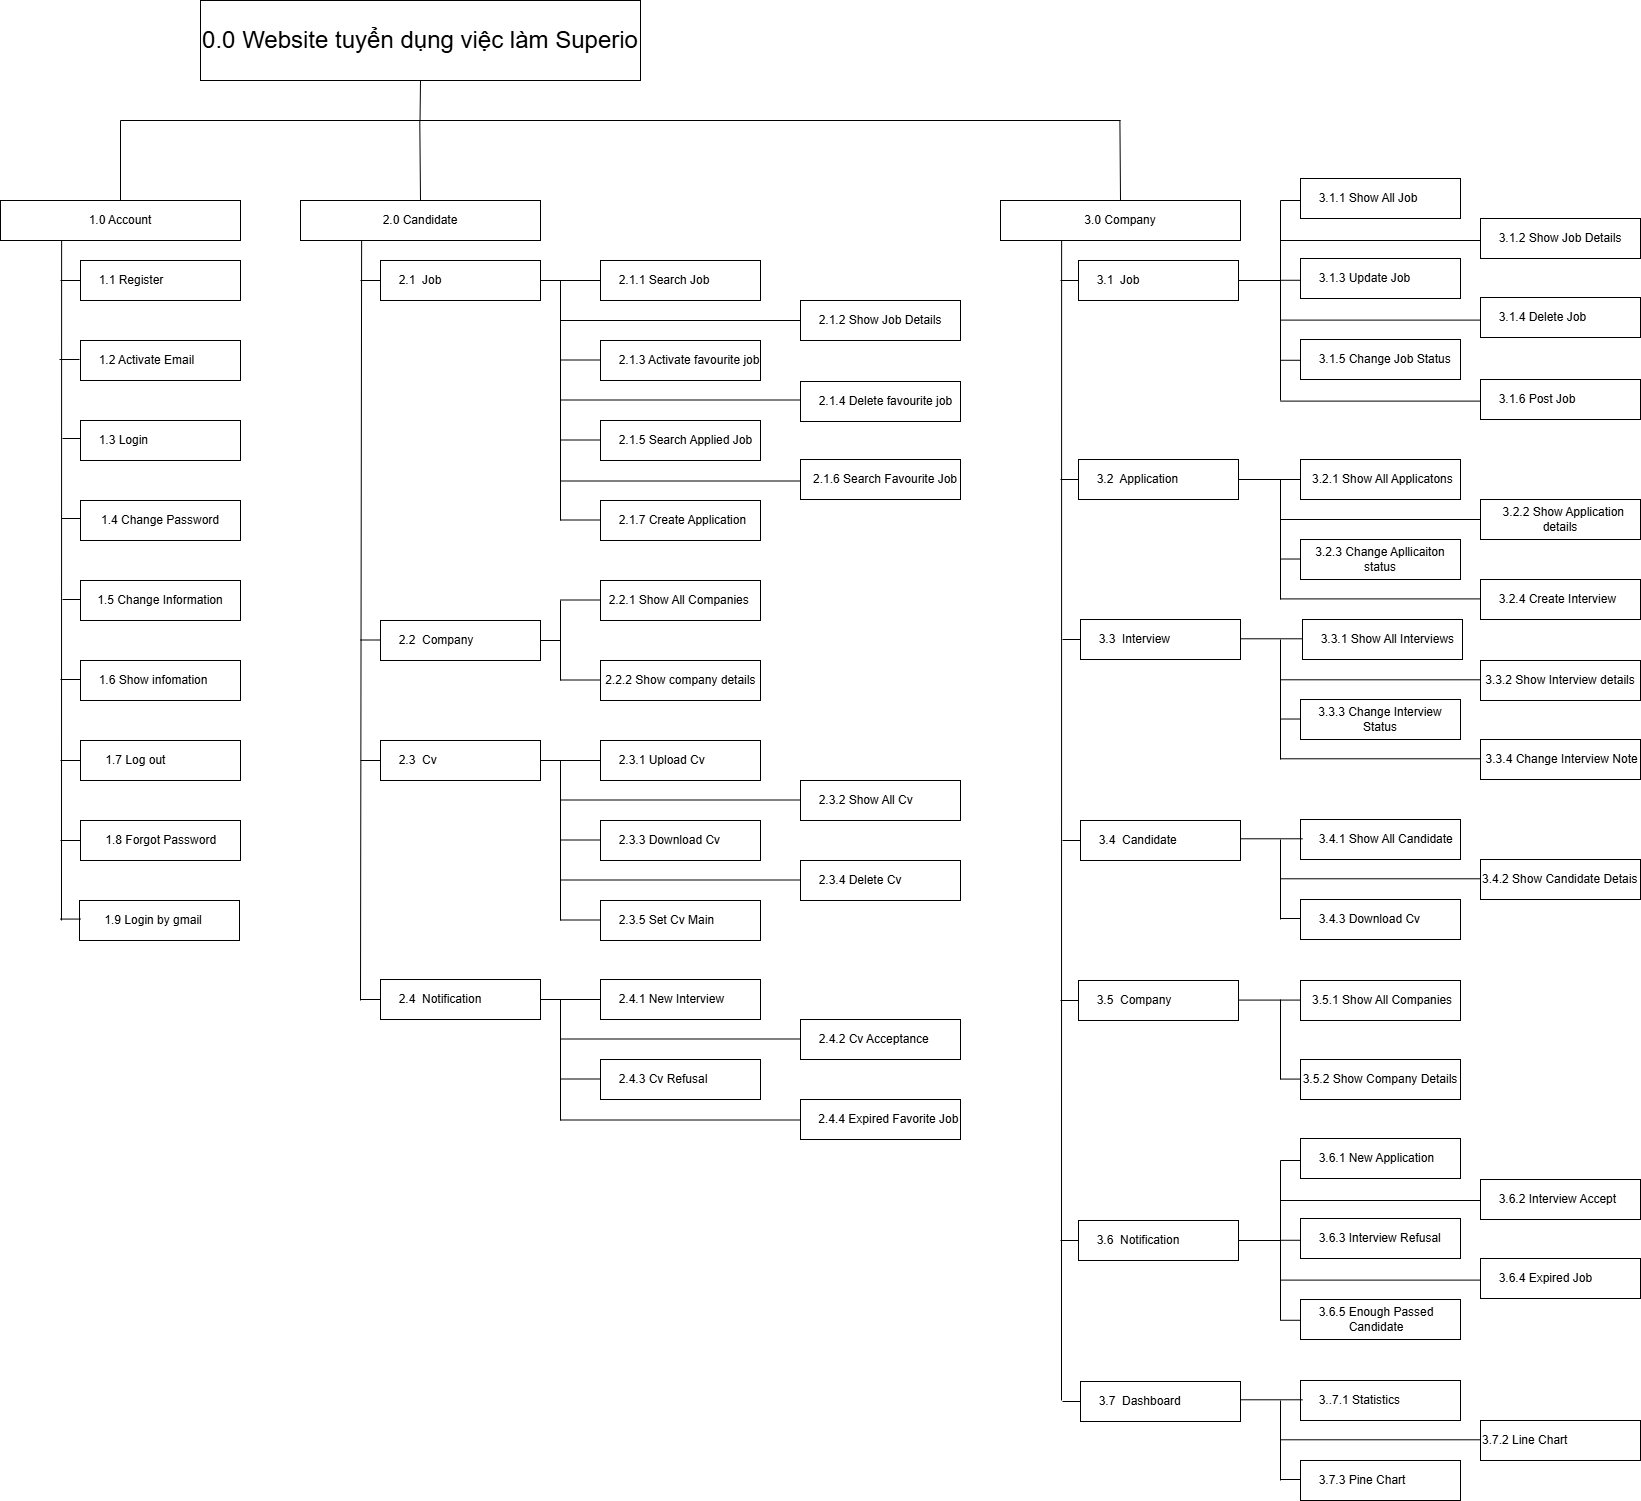 0.0 Website tuyển dụng việc làm Superio
1.0 Account
1.1 Register
1.2 Activate Email
1.3 Login
1.4 Change Password
1.5 Change Information
1.6 Show infomation
1.7 Log out
1.8 Forgot Password
1.9 Login by gmail
2.0 Candidate
2.1 Job
2.1.1 Search Job
2.1.2 Show Job Details
2.1.3 Activate favourite job
2.1.4 Delete favourite job
2.1.5 Search Applied Job
2.1.6 Search Favourite Job
2.1.7 Create Application
2.2 Company
2.2.1 Show All Companies
2.2.2 Show company details
2.3 Cv
2.3.1 Upload Cv
2.3.2 Show All Cv
2.3.3 Download Cv
2.3.4 Delete Cv
2.3.5 Set Cv Main
2.4 Notification
2.4.1 New Interview
2.4.2 Cv Acceptance
2.4.3 Cv Refusal
2.4.4 Expired Favorite Job
3.0 Company
3.1 Job
3.1.1 Show All Job
3.1.2 Show Job Details
3.1.3 Update Job
3.1.4 Delete Job
3.1.5 Change Job Status
3.1.6 Post Job
3.2 Application
3.2.1 Show All Applicatons
3.2.2 Show Application
details
3.2.3 Change Apllicaiton
status
3.2.4 Create Interview
3.3 Interview
3.3.1 Show All Interviews
3.3.2 Show Interview details
3.3.3 Change Interview
Status
3.3.4 Change Interview Note
3.4 Candidate
3.4.1 Show All Candidate
3.4.2 Show Candidate Detais
3.4.3 Download Cv
3.5 Company
3.5.1 Show All Companies
3.5.2 Show Company Details
3.6 Notification
3.6.1 New Application
3.6.2 Interview Accept
3.6.3 Interview Refusal
3.6.4 Expired Job
3.6.5 Enough Passed
Candidate
3.7 Dashboard
3..7.1 Statistics
3.7.2 Line Chart
3.7.3 Pine Chart